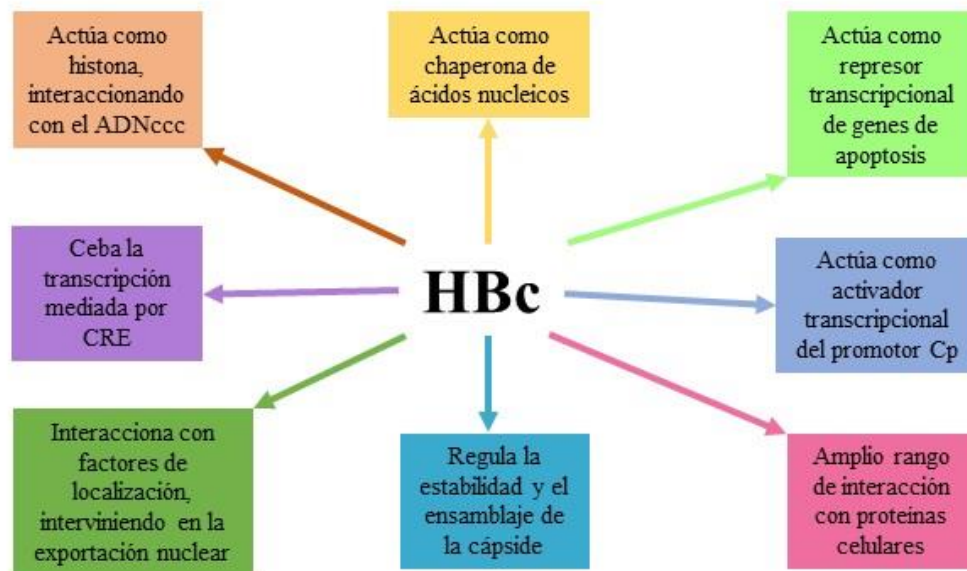 Actúa como
histona,
interaccionando
con el ADNccc
Actúa como
chaperona de
ácidos nucleicos
Actúa como
represor
transcripcional
de genes de
apoptosis
Ceba la
transcripción
mediada por
CRE
HBc
Actúa como
activador
transcripcional
del promotor Cp
Interacciona con
factores de
localización,
interviniendo en la
exportación nuclear
Regula la
estabilidad y el
ensamblaje de
la cápside
Amplio rango
de interacción
con proteínas
celulares